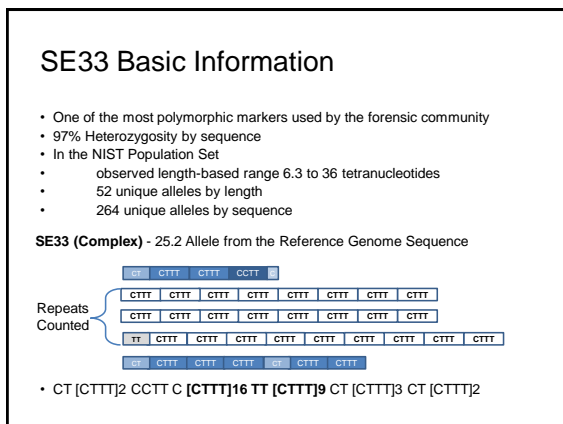 SE33 Basic Information
• One of the most polymorphic markers used by the forensic community
• 97% Heterozygosity by sequence
• In the NIST Population Set
• observed length-based range 6.3 to 36 tetranucleotides
• 52 unique alleles by length
• 264 unique alleles by sequence
SE33 (Complex) - 25.2 Allele from the Reference Genome Sequence
CT CTTT CTTT CCTT C
Repeats
Counted
CTTT CTTT CTTT CTTT CTTT CTTT CTTT CTTT
CTTT CTTT CTTT CTTT CTTT CTTT CTTT CTTT
TT CTTT CTTT CTTT CTTT CTTT CTTT CTTT CTTT CTTT
CT CTTT CTTT CTTT CT CTTT CTTT
• CT [CTTT]2 CCTT C [CTTT]16 TT [CTTT]9 CT [CTTT]3 CT [CTTT]2